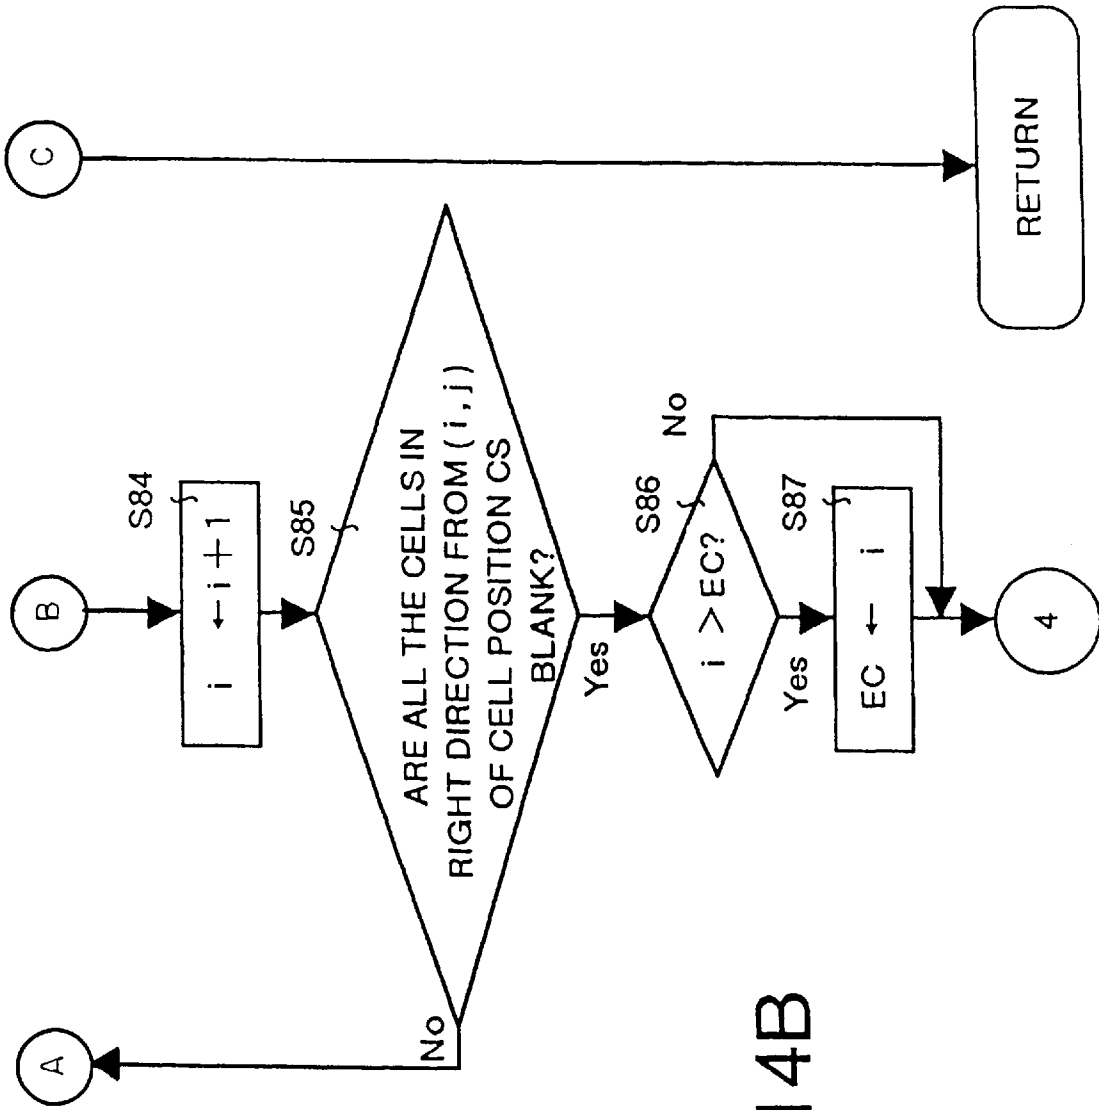 A
B
C
S84
i ← i + 1
S85
ARE ALL THE CELLS IN
RIGHT DIRECTION FROM ( i , j )
OF CELL POSITION CS
BLANK?
No
Yes
S86
i > EC?
No
Yes
S87
EC ← i
4
RETURN
4B